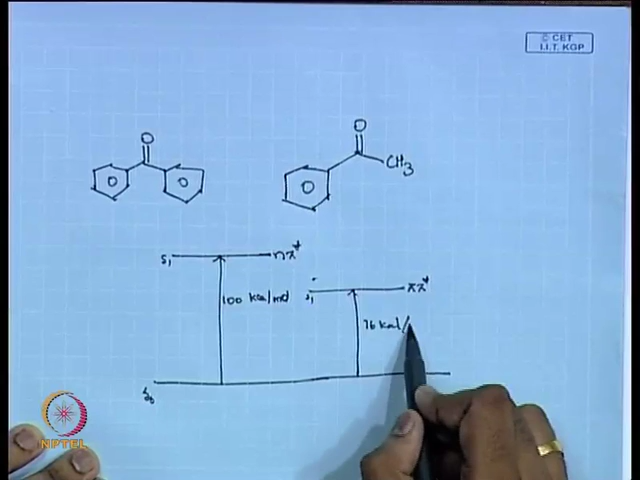 © CET
I.I.T. KGP
O
O
CH3
O
O
O
S1
nπ*
100 kcal/mol
S1
ππ*
76 kcal/
S0
NPTEL